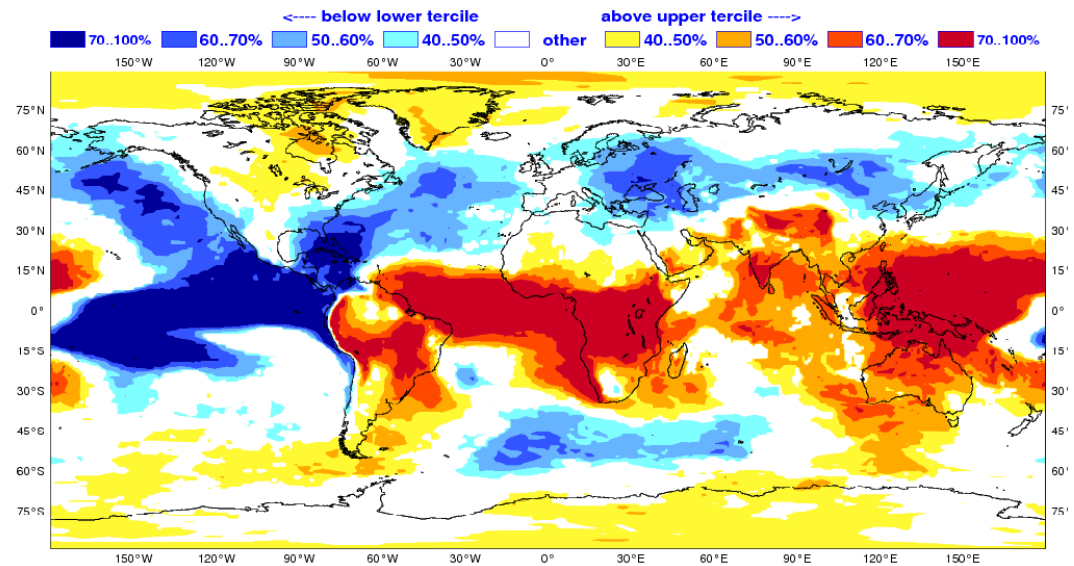 <---- below lower tercile above upper tercile ---->
70..100% 60..70% 50..60% 40..50% other 40..50% 50..60% 60..70% 70..100%
150°W 120°W 90°W 60°W 30°W 0° 30°E 60°E 90°E 120°E 150°E
75°N 75
60°N 60
45°N 45
30°N 30
15°N 15
0° 0°
15°S 15
30°S 30
45°S 45
60°S 60
75°S 75
150°W 120°W 90°W 60°W 30°W 0° 30°E 60°E 90°E 120°E 150°E